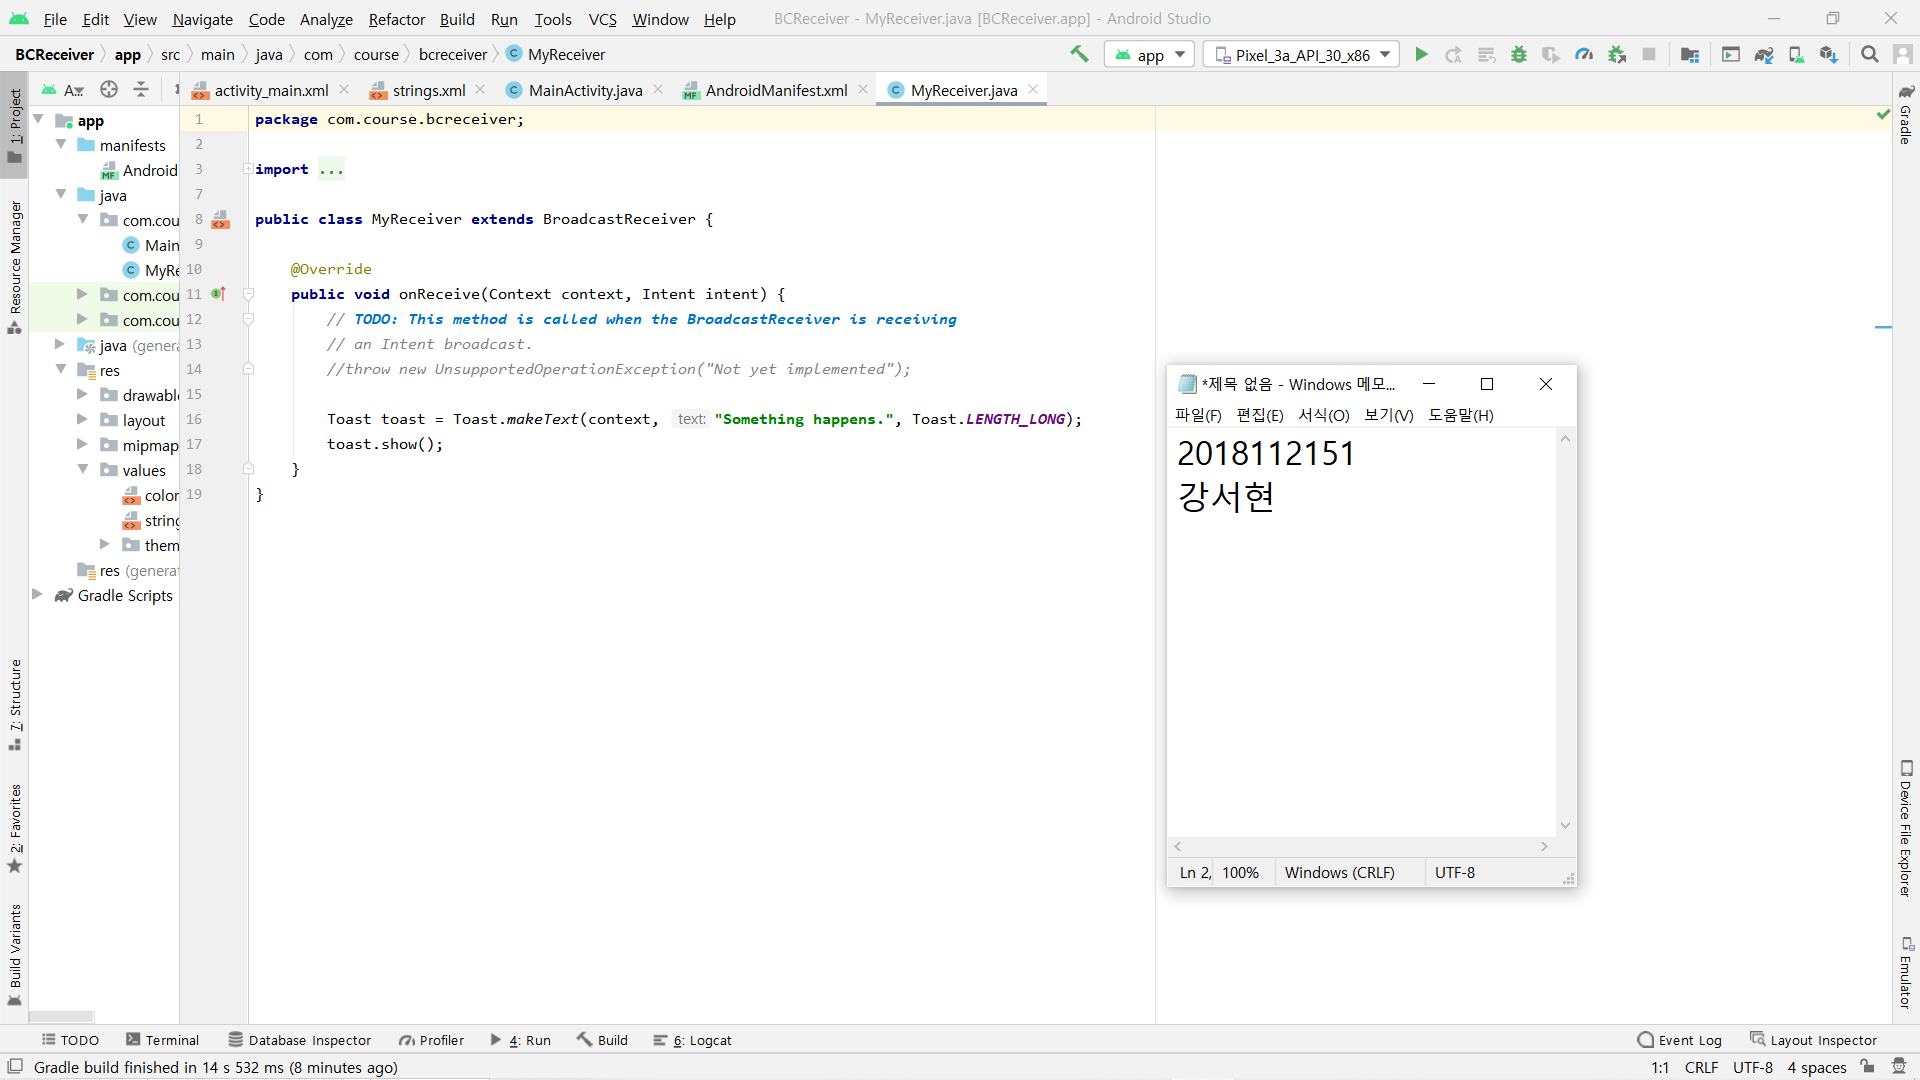 File Edit View Navigate Code Analyze Refactor Build Run Tools VCS Window Help BCReceiver - MyReceiver.java [BCReceiver.app] - Android Studio
BCReceiver app src main java com course bcreceiver MyReceiver app Pixel_3a_API_30_x86
A... activity_main.xml strings.xml MainActivity.java AndroidManifest.xml MyReceiver.java
1: Project
Resource Manager
7: Structure
2: Favorites
Build Variants
app
manifests
Android
java
com.cou
Main
MyRe
com.cou
com.cou
java (genera
res
drawabl
layout
mipmap
values
color
string
them
res (generat
Gradle Scripts
1 package com.course.bcreceiver;
2
3 import ...
7
8 public class MyReceiver extends BroadcastReceiver {
9
10 @Override
11 public void onReceive(Context context, Intent intent) {
12 // TODO: This method is called when the BroadcastReceiver is receiving
13 // an Intent broadcast.
14 //throw new UnsupportedOperationException("Not yet implemented");
15
16 Toast toast = Toast.makeText(context, text: "Something happens.", Toast.LENGTH_LONG);
17 toast.show();
18 }
19 }
*제목 없음 - Windows 메모...
파일(F) 편집(E) 서식(O) 보기(V) 도움말(H)
2018112151
강서현
Ln 2, 100% Windows (CRLF) UTF-8
Gradle
Device File Explorer
Emulator
TODO Terminal Database Inspector Profiler 4: Run Build 6: Logcat Event Log Layout Inspector
Gradle build finished in 14 s 532 ms (8 minutes ago) 1:1 CRLF UTF-8 4 spaces